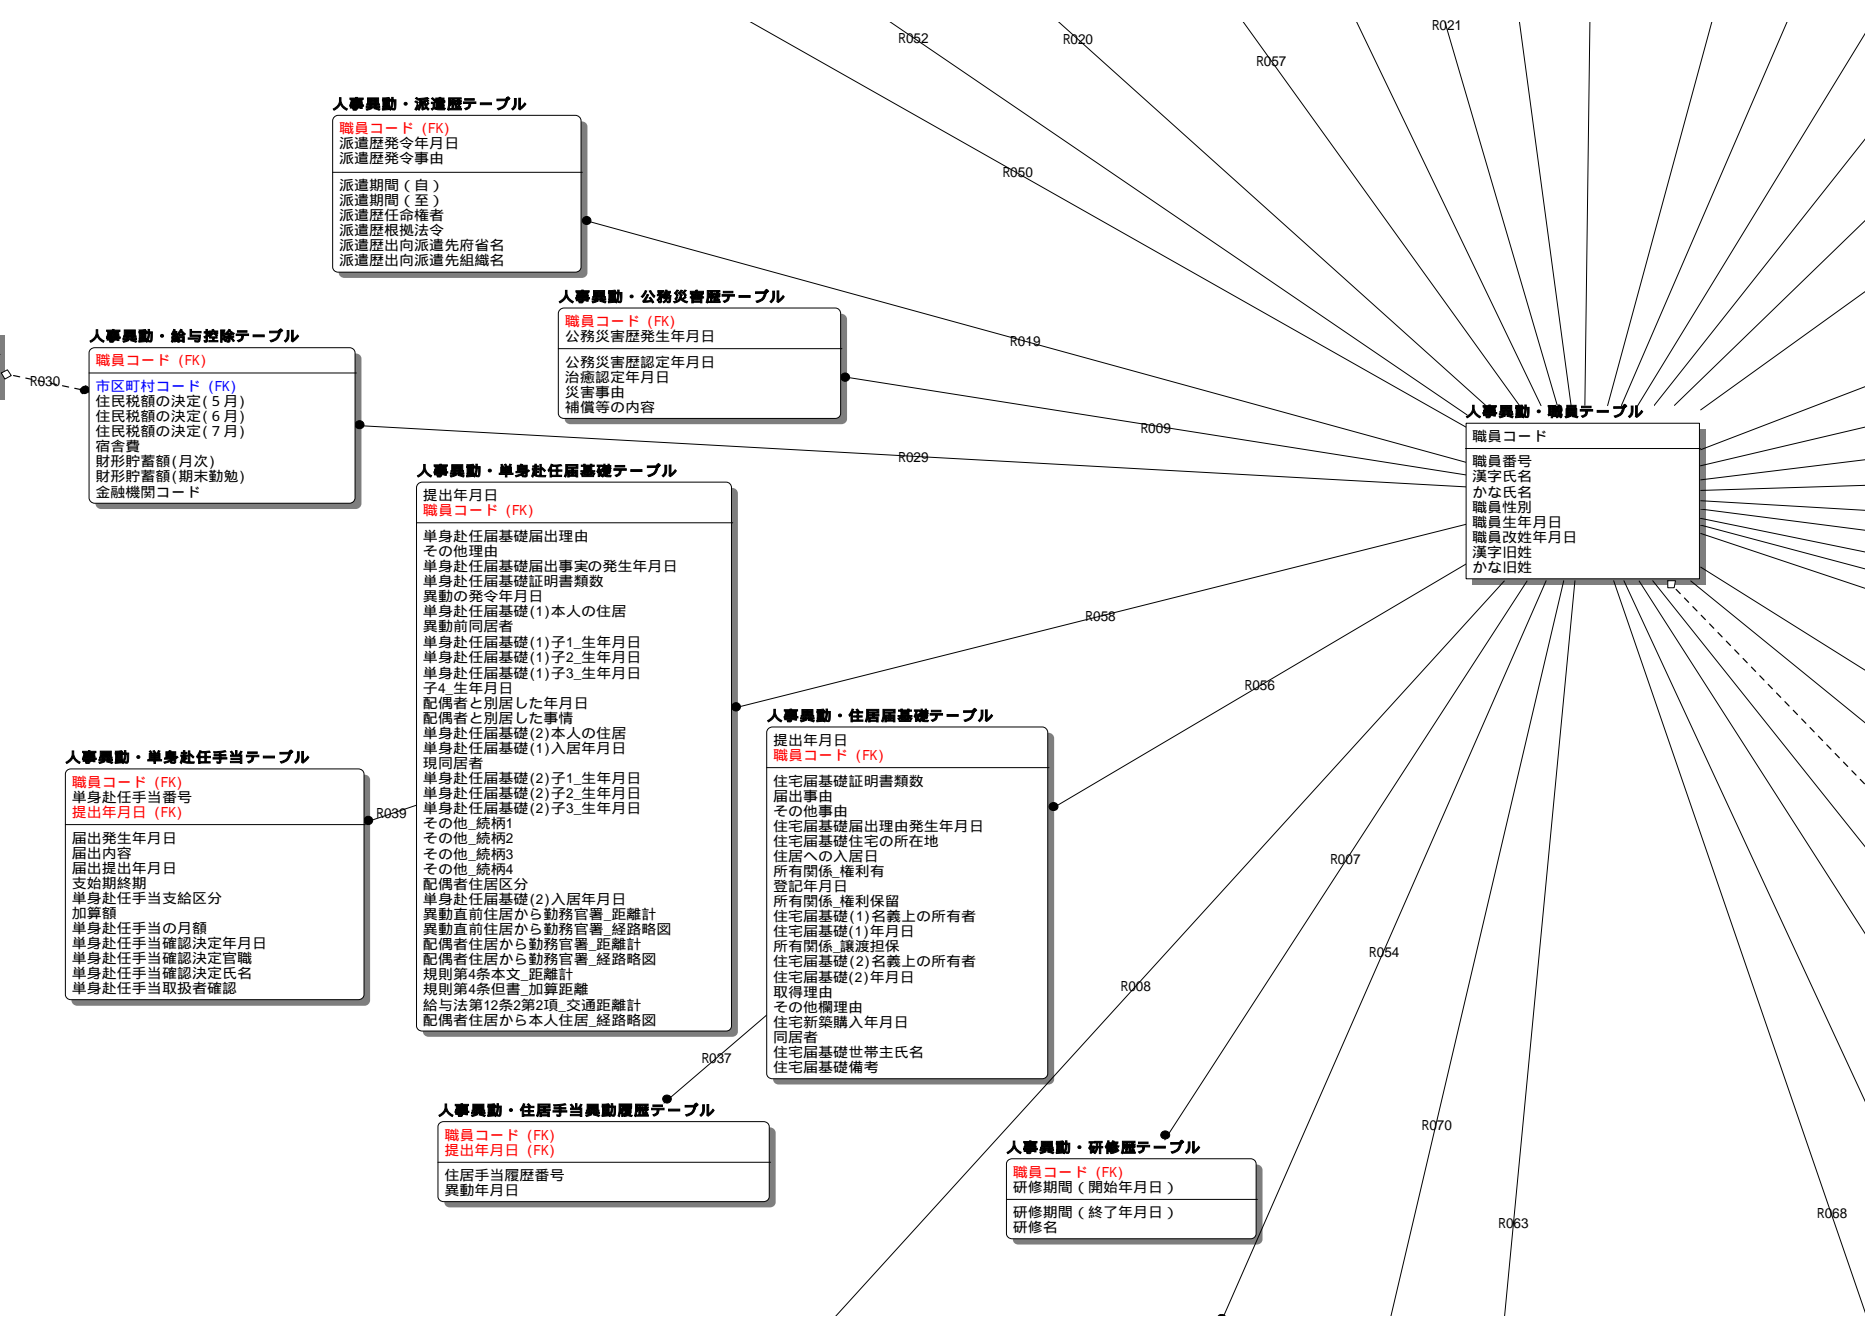 R021
R052
R020
R057
R050
人事異動・派遣歴テーブル
職員コード (FK)
派遣歴発令年月日
派遣歴発令事由
派遣期間(自)
派遣期間(至)
派遣歴任命権者
派遣歴根拠法令
派遣歴出向派遣先府省名
派遣歴出向派遣先組織名
人事異動・公務災害歴テーブル
職員コード (FK)
公務災害歴発生年月日
公務災害歴認定年月日
治癒認定年月日
災害事由
補償等の内容
R019
R009
R029
R030
人事異動・給与控除テーブル
職員コード (FK)
市区町村コード (FK)
住民税額の決定(5月)
住民税額の決定(6月)
住民税額の決定(7月)
宿舎費
財形貯蓄額(月次)
財形貯蓄額(期末勤勉)
金融機関コード
人事異動・職員テーブル
職員コード
職員番号
漢字氏名
かな氏名
職員性別
職員生年月日
職員改姓年月日
漢字旧姓
かな旧姓
人事異動・単身赴任届基礎テーブル
提出年月日
職員コード (FK)
単身赴任届基礎届出理由
その他理由
単身赴任届基礎届出事実の発生年月日
単身赴任届基礎証明書類数
異動の発令年月日
単身赴任届基礎(1)本人の住居
異動前同居者
単身赴任届基礎(1)子1_生年月日
単身赴任届基礎(1)子2_生年月日
単身赴任届基礎(1)子3_生年月日
子4_生年月日
配偶者と別居した年月日
配偶者と別居した事情
単身赴任届基礎(2)本人の住居
単身赴任届基礎(1)入居年月日
現同居者
単身赴任届基礎(2)子1_生年月日
単身赴任届基礎(2)子2_生年月日
単身赴任届基礎(2)子3_生年月日
その他_続柄1
その他_続柄2
その他_続柄3
その他_続柄4
配偶者住居区分
単身赴任届基礎(2)入居年月日
異動直前住居から勤務官署_距離計
異動直前住居から勤務官署_経路略図
配偶者住居から勤務官署_距離計
配偶者住居から勤務官署_経路略図
規則第4条本文_距離計
規則第4条但書_加算距離
給与法第12条2第2項_交通距離計
配偶者住居から本人住居_経路略図
R058
R056
人事異動・単身赴任手当テーブル
職員コード (FK)
単身赴任手当番号
提出年月日 (FK)
届出発生年月日
届出内容
届出提出年月日
支始期終期
単身赴任手当支給区分
加算額
単身赴任手当の月額
単身赴任手当確認決定年月日
単身赴任手当確認決定官職
単身赴任手当確認決定氏名
単身赴任手当取扱者確認
R039
人事異動・住居届基礎テーブル
提出年月日
職員コード (FK)
住宅届基礎証明書類数
届出事由
その他事由
住宅届基礎届出理由発生年月日
住宅届基礎住宅の所在地
住居への入居日
所有関係_権利有
登記年月日
所有関係_権利保留
住宅届基礎(1)名義上の所有者
住宅届基礎(1)年月日
所有関係_譲渡担保
住宅届基礎(2)名義上の所有者
住宅届基礎(2)年月日
取得理由
その他欄理由
住宅新築購入年月日
同居者
住宅届基礎世帯主氏名
住宅届基礎備考
R007
R054
R008
R037
人事異動・住居手当異動履歴テーブル
職員コード (FK)
提出年月日 (FK)
住居手当履歴番号
異動年月日
人事異動・研修歴テーブル
職員コード (FK)
研修期間(開始年月日)
研修期間(終了年月日)
研修名
R070
R063
R068